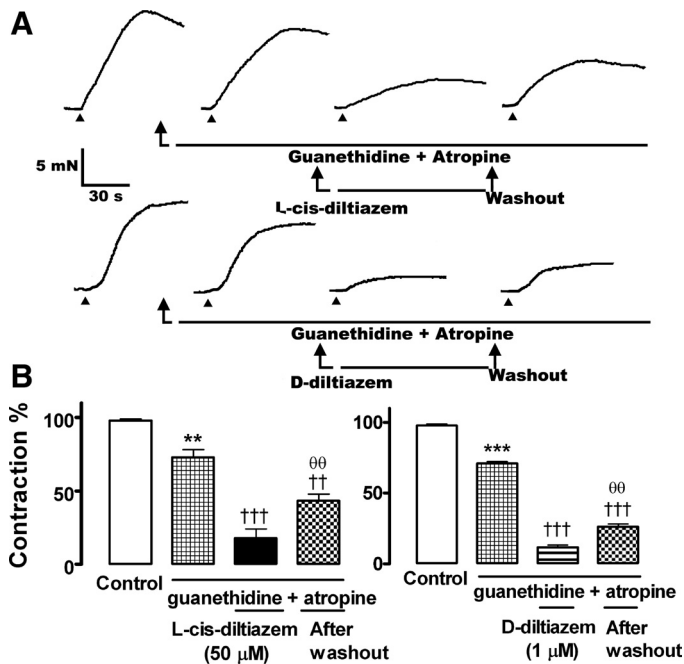 A
5 mN
30 s
Guanethidine + Atropine
L-cis-diltiazem
Washout
Guanethidine + Atropine
D-diltiazem
Washout
B
Contraction %
100
50
0
**
†††
θθ
††
Control
guanethidine + atropine
L-cis-diltiazem
(50 µM)
After
washout
100
50
0
***
†††
θθ
†††
Control
guanethidine + atropine
D-diltiazem
(1 µM)
After
washout